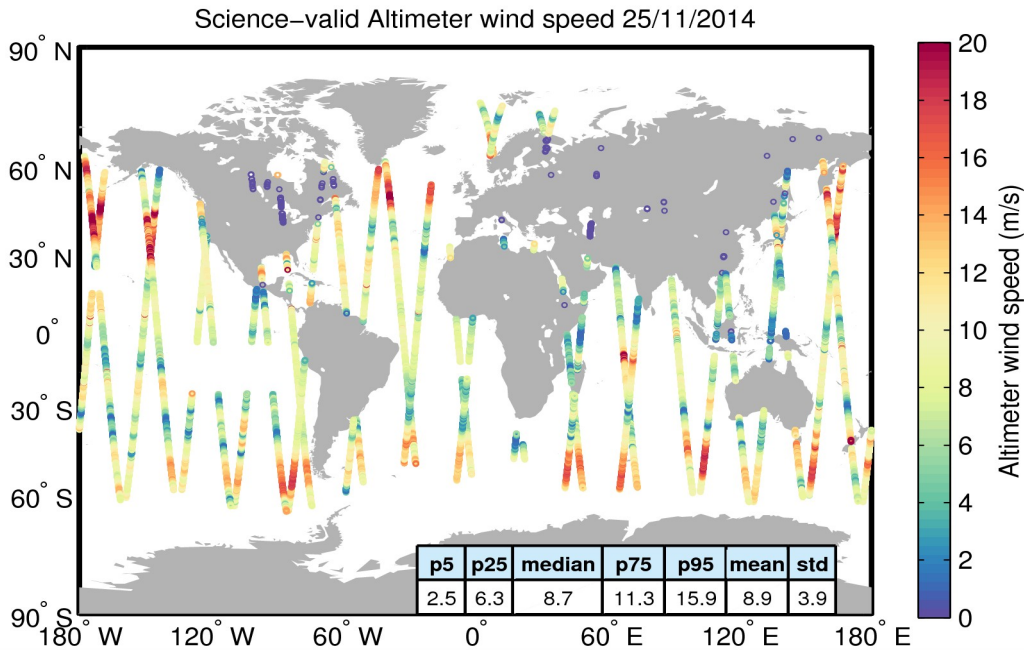 Science−valid Altimeter wind speed 25/11/2014
90° N
60° N
30° N
0°
30° S
60° S
90° S
180° W
120° W
60° W
0°
60° E
120° E
180° E
p5 p25 median p75 p95 mean std
2.5 6.3 8.7 11.3 15.9 8.9 3.9
20
18
16
14
12
10
8
6
4
2
0
Altimeter wind speed (m/s)